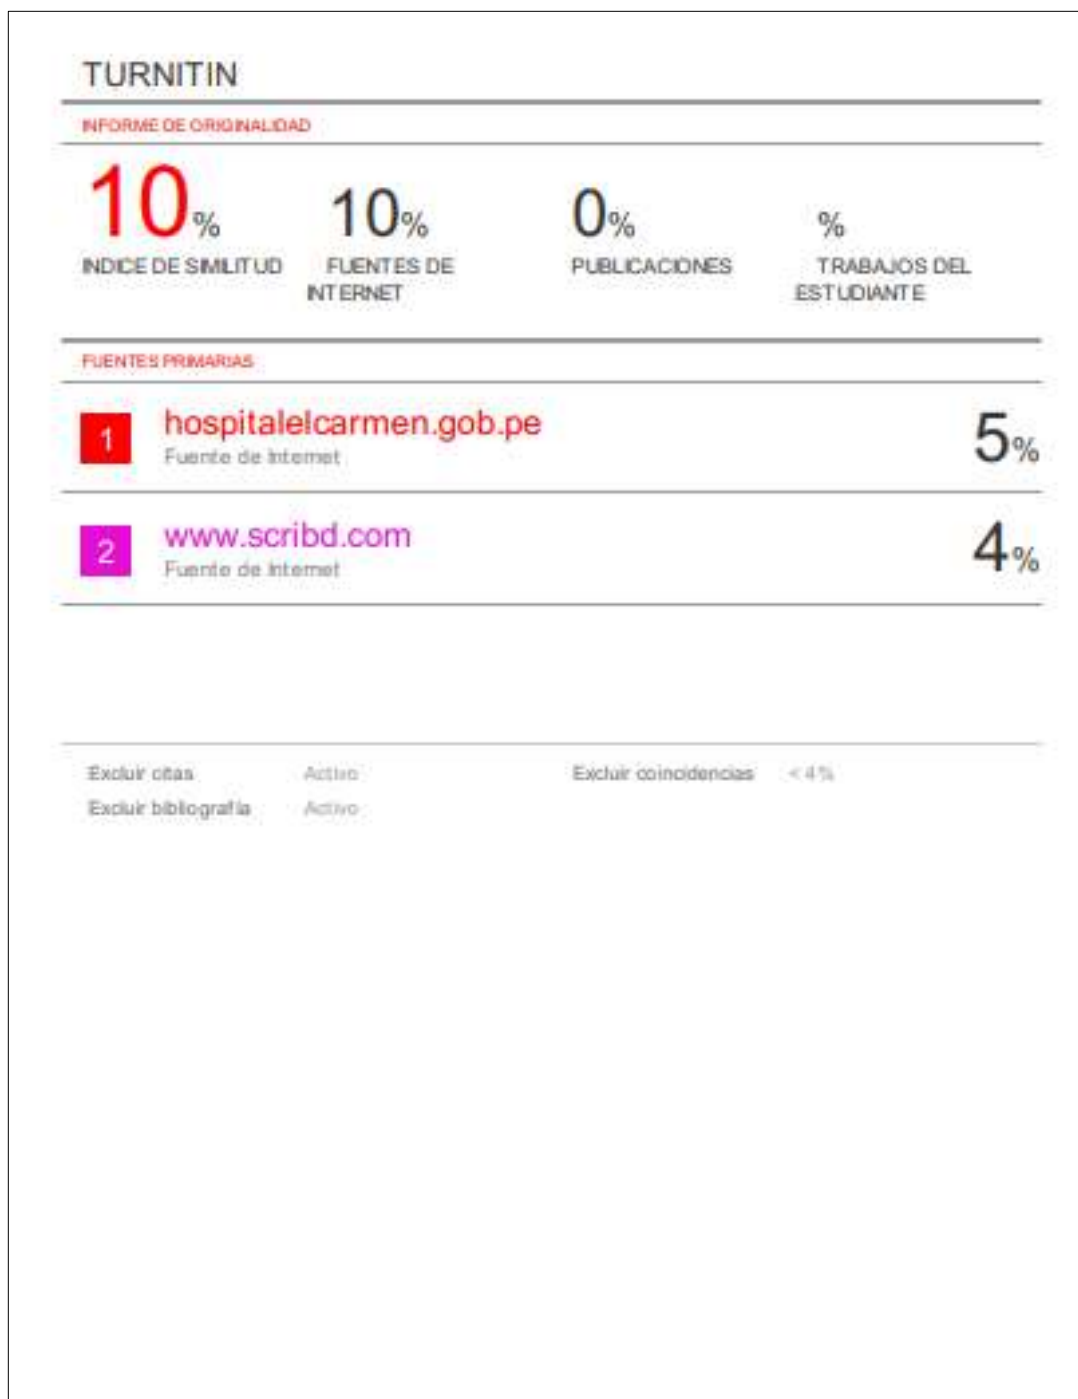 TURNITIN
INFORME DE ORIGINALIDAD
10% 10% 0% %
INDICE DE SIMILITUD FUENTES DE INTERNET PUBLICACIONES TRABAJOS DEL ESTUDIANTE
FUENTES PRIMARIAS
1 hospitalelcarmen.gob.pe 5%
Fuente de Internet
2 www.scribd.com 4%
Fuente de Internet
Excluir citas Activo Excluir coincidencias < 4%
Excluir bibliografía Activo